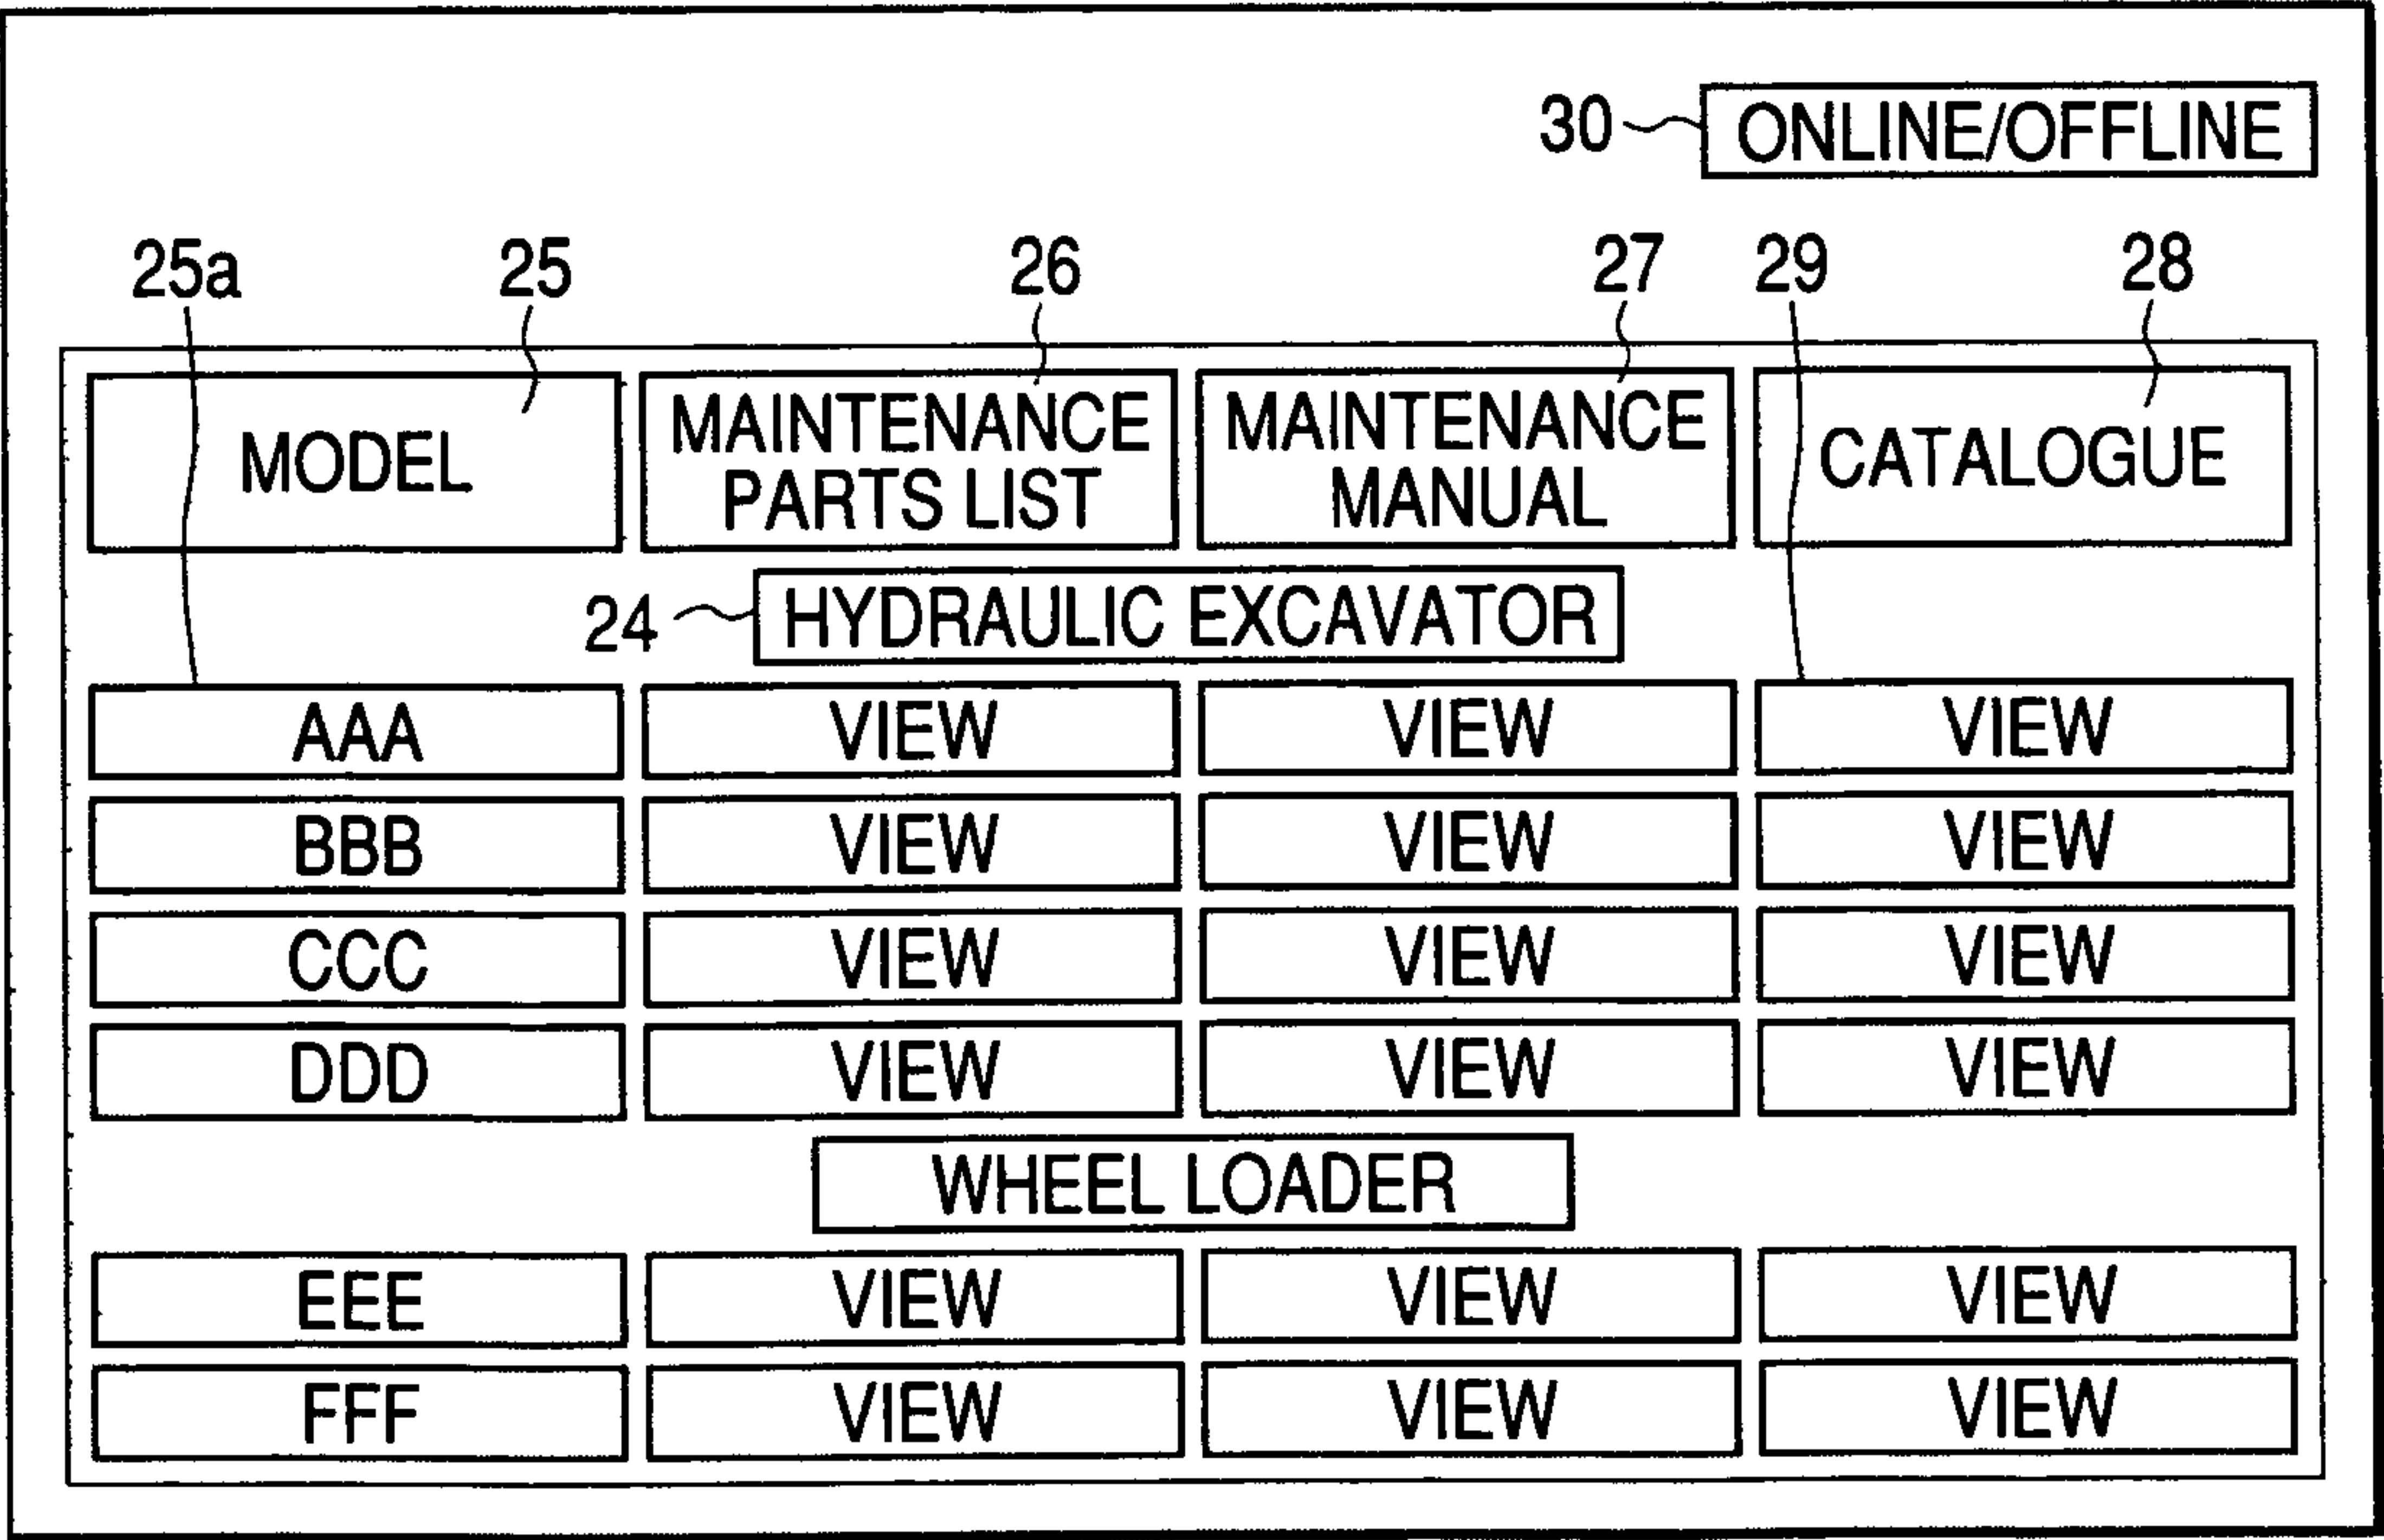 30 ONLINE/OFFLINE
25a 25 26 27 29 28
MODEL
MAINTENANCE
PARTS LIST
MAINTENANCE
MANUAL
CATALOGUE
24 HYDRAULIC EXCAVATOR
AAA VIEW VIEW VIEW
BBB VIEW VIEW VIEW
CCC VIEW VIEW VIEW
DDD VIEW VIEW VIEW
WHEEL LOADER
EEE VIEW VIEW VIEW
FFF VIEW VIEW VIEW